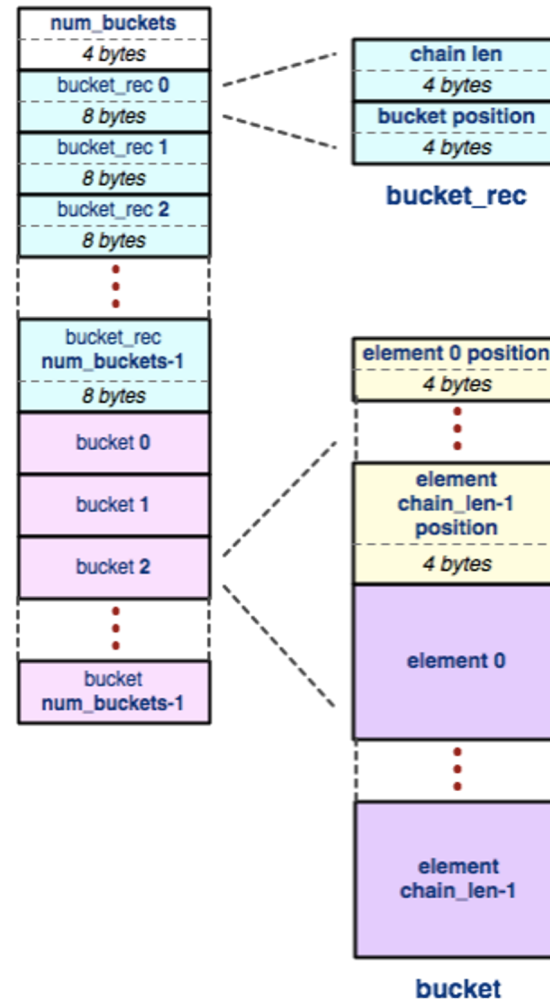 num_buckets
4 bytes
bucket_rec 0
8 bytes
bucket_rec 1
8 bytes
bucket_rec 2
8 bytes
bucket_rec
num_buckets-1
8 bytes
bucket 0
bucket 1
bucket 2
bucket
num_buckets-1
chain len
4 bytes
bucket position
4 bytes
bucket_rec
element 0 position
4 bytes
element
chain_len-1
position
4 bytes
element 0
element
chain_len-1
bucket